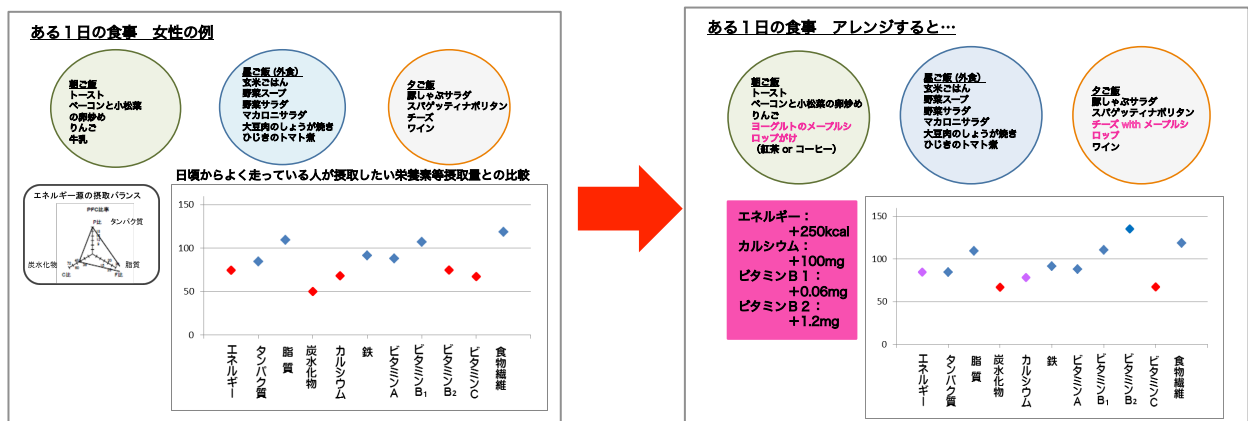 ある1日の食事　女性の例
朝ご飯
トースト
ベーコンと小松菜
の卵炒め
りんご
牛乳
昼ご飯(外食)
玄米ごはん
野菜スープ
野菜サラダ
マカロニサラダ
大豆肉のしょうが焼き
ひじきのトマト煮
夕ご飯
豚しゃぶサラダ
スパゲッティナポリタン
チーズ
ワイン
日頃からよく走っている人が摂取したい栄養素等摂取量との比較
エネルギー源の摂取バランス
PFC比率
P比
タンパク質
炭水化物
脂質
C比
F比
150
100
50
0
エネルギー
タンパク質
脂質
炭水化物
カルシウム
鉄
ビタミンA
ビタミンB1
ビタミンB2
ビタミンC
食物繊維
ある1日の食事　アレンジすると…
朝ご飯
トースト
ベーコンと小松菜の卵炒め
りんご
ヨーグルトのメープルシ
ロップがけ
(紅茶 or コーヒー)
昼ご飯(外食)
玄米ごはん
野菜スープ
野菜サラダ
マカロニサラダ
大豆肉のしょうが焼き
ひじきのトマト煮
夕ご飯
豚しゃぶサラダ
スパゲッティナポリタン
チーズ with メープルシ
ロップ
ワイン
エネルギー：
+250kcal
カルシウム：
+100mg
ビタミンB1：
+0.06mg
ビタミンB2：
+1.2mg
150
100
50
0
エネルギー
タンパク質
脂質
炭水化物
カルシウム
鉄
ビタミンA
ビタミンB1
ビタミンB2
ビタミンC
食物繊維